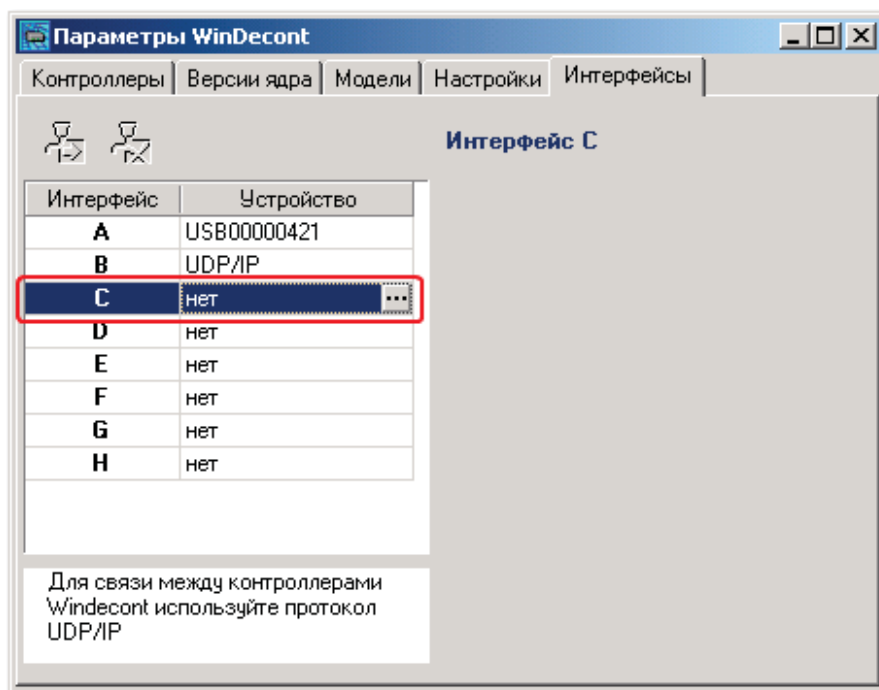 Параметры WinDecont
Контроллеры Версии ядра Модели Настройки Интерфейсы
Интерфейс C
Интерфейс Устройство
A USB00000421
B UDP/IP
C нет ...
D нет
E нет
F нет
G нет
H нет
Для связи между контроллерами
Windecont используйте протокол
UDP/IP